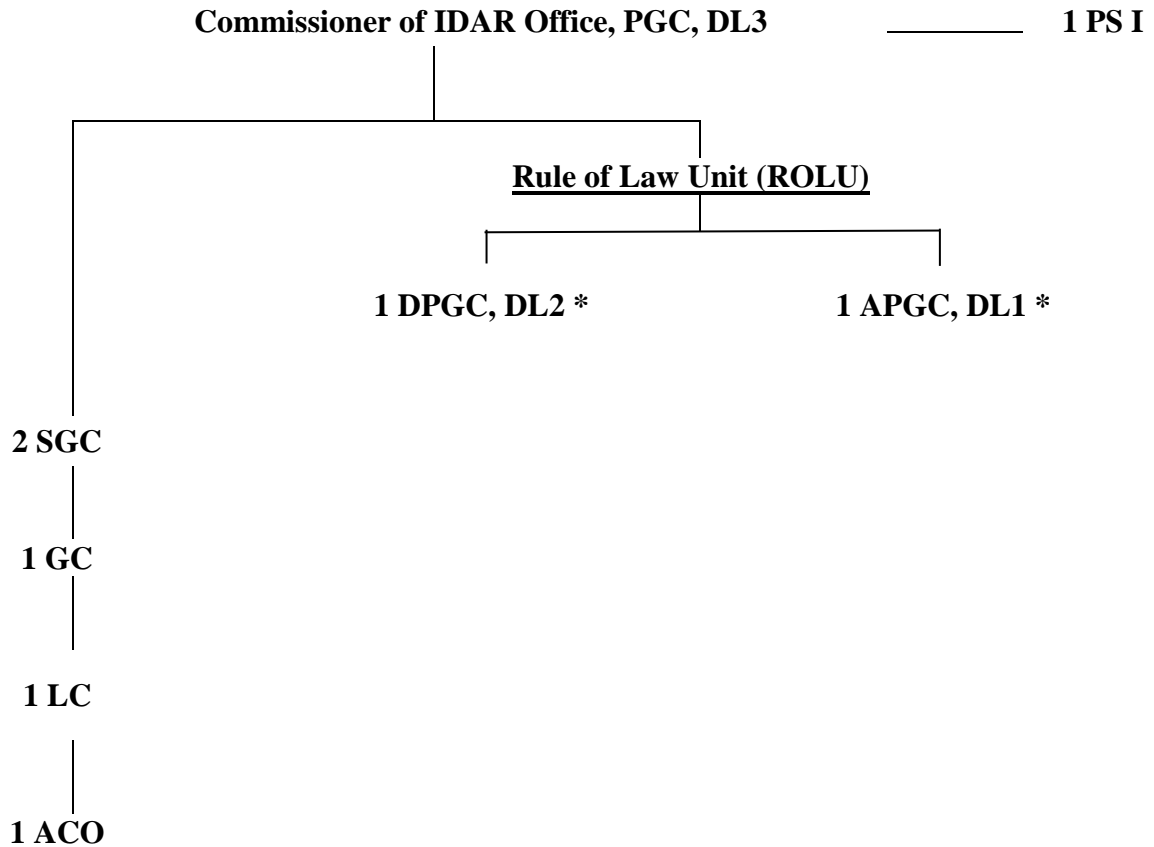 Commissioner of IDAR Office, PGC, DL3 1 PS I
Rule of Law Unit (ROLU)
1 DPGC, DL2 * 1 APGC, DL1 *
2 SGC
1 GC
1 LC
1 ACO